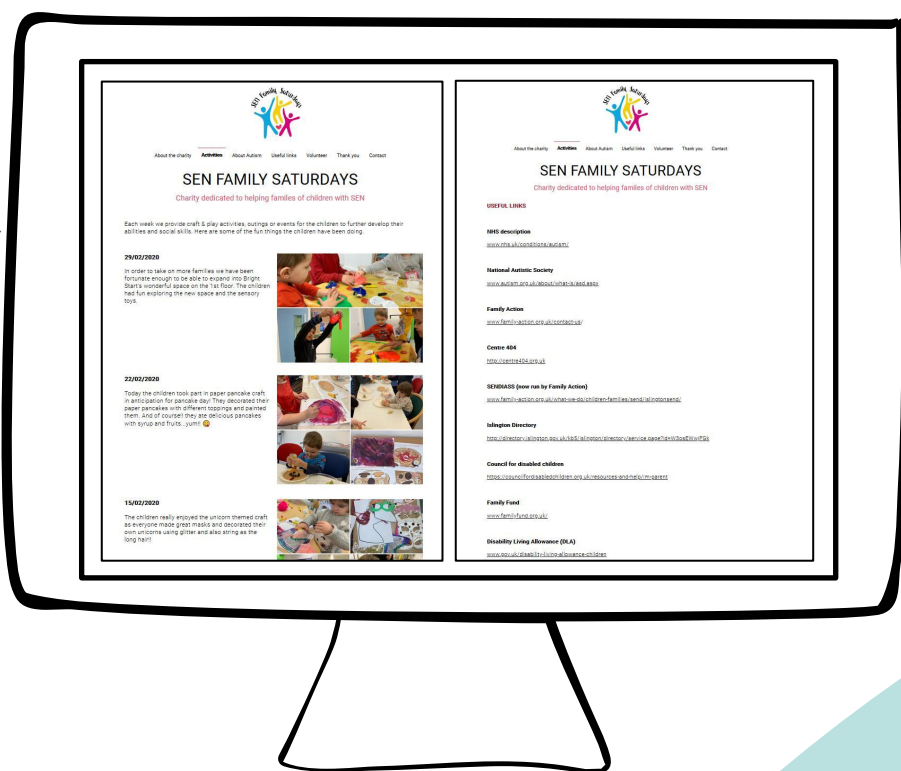 SEN Family Saturdays
About the charity Activities About Autism Useful links Volunteer Thank you Contact
SEN FAMILY SATURDAYS
Charity dedicated to helping families of children with SEN
Each week we provide craft & play activities, outings or events for the children to further develop their
abilities and social skills. Here are some of the fun things the children have been doing.
29/02/2020
In order to take on more families we have been
fortunate enough to be able to expand into Bright
Start's wonderful space on the 1st floor. The children
had fun exploring the new space and the sensory
toys.
22/02/2020
Today the children took part in paper pancake craft
in anticipation for pancake day! They decorated their
paper pancakes with different toppings and painted
them. And of course!! they ate delicious pancakes
with syrup and fruits...yum!! 😋
15/02/2020
The children really enjoyed the unicorn themed craft
as everyone made great masks and decorated their
own unicorns using glitter and also string as the
long hair!!
SEN Family Saturdays
About the charity Activities About Autism Useful links Volunteer Thank you Contact
SEN FAMILY SATURDAYS
Charity dedicated to helping families of children with SEN
USEFUL LINKS
NHS description
www.nhs.uk/conditions/autism/
National Autistic Society
www.autism.org.uk/about/what-is/asd.aspx
Family Action
www.family-action.org.uk/contact-us/
Centre 404
http://centre404.org.uk
SENDIASS (now run by Family Action)
www.family-action.org.uk/what-we-do/children-families/send/islingtonsend/
Islington Directory
Council for disabled children
https://councilfordisabledchildren.org.uk/resources-and-help/im-parent
Family Fund
www.familyfund.org.uk/
Disability Living Allowance (DLA)
www.gov.uk/disability-living-allowance-children